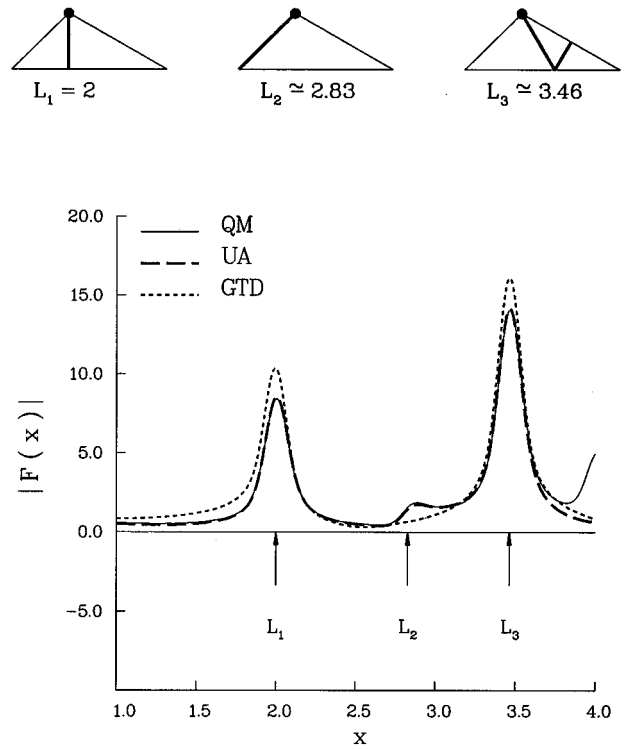 L₁ = 2
L₂ ≃ 2.83
L₃ ≃ 3.46
20.0
15.0
10.0
5.0
0.0
−5.0
|F(x)|
QM
UA
GTD
L₁
L₂
L₃
1.0
1.5
2.0
2.5
3.0
3.5
4.0
x